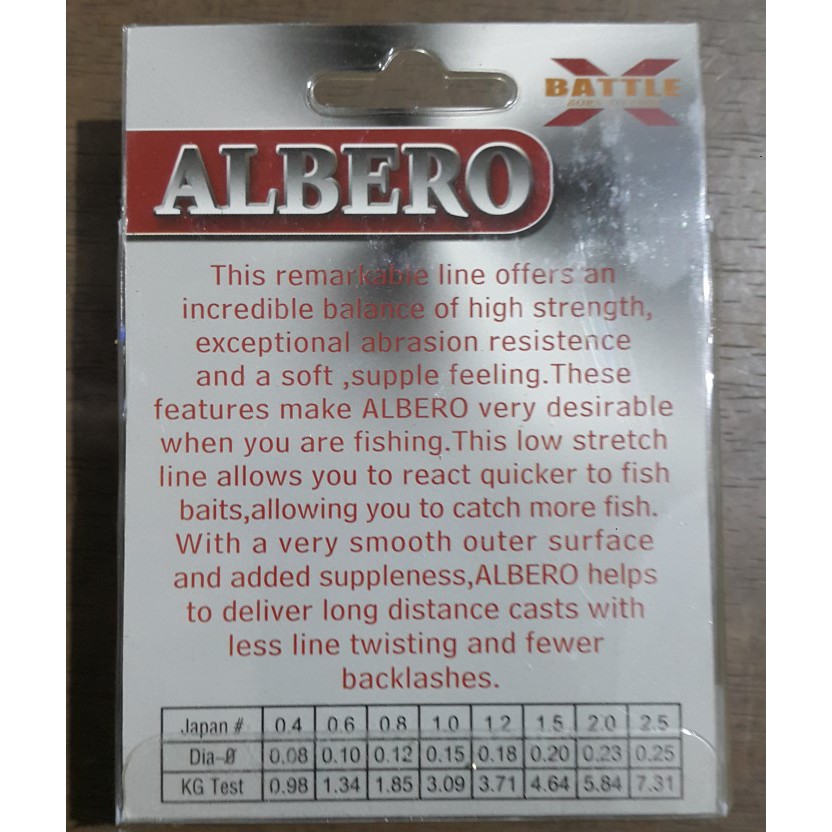 BATTLE
ALBERO
This remarkable line offers an
incredible balance of high strength,
exceptional abrasion resistence
and a soft ,supple feeling.These
features make ALBERO very desirable
when you are fishing.This low stretch
line allows you to react quicker to fish
baits,allowing you to catch more fish.
With a very smooth outer surface
and added suppleness,ALBERO helps
to deliver long distance casts with
less line twisting and fewer
backlashes.
Japan # 0.4 0.6 0.8 1.0 1.2 1.5 2.0 2.5
Dia-Ø 0.08 0.10 0.12 0.15 0.18 0.20 0.23 0.25
KG Test 0.98 1.34 1.85 3.09 3.71 4.64 5.84 7.31